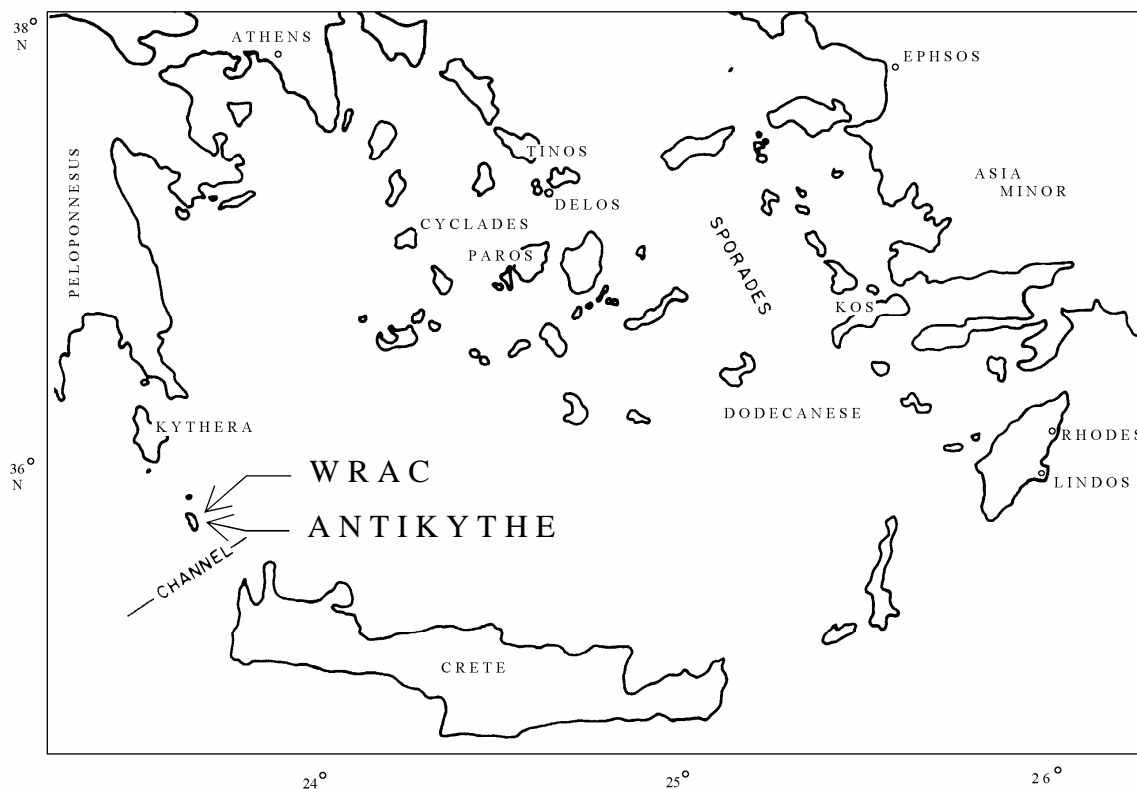 38°
N
ATHENS
EPHSOS
TINOS
ASIA
MINOR
DELOS
PELOPONNESUS
CYCLADES
SPORADES
PAROS
KOS
DODECANESE
KYTHERA
RHODES
36°
N
WRAC
LINDOS
ANTIKYTHE
CHANNEL
CRETE
24°
25°
26°